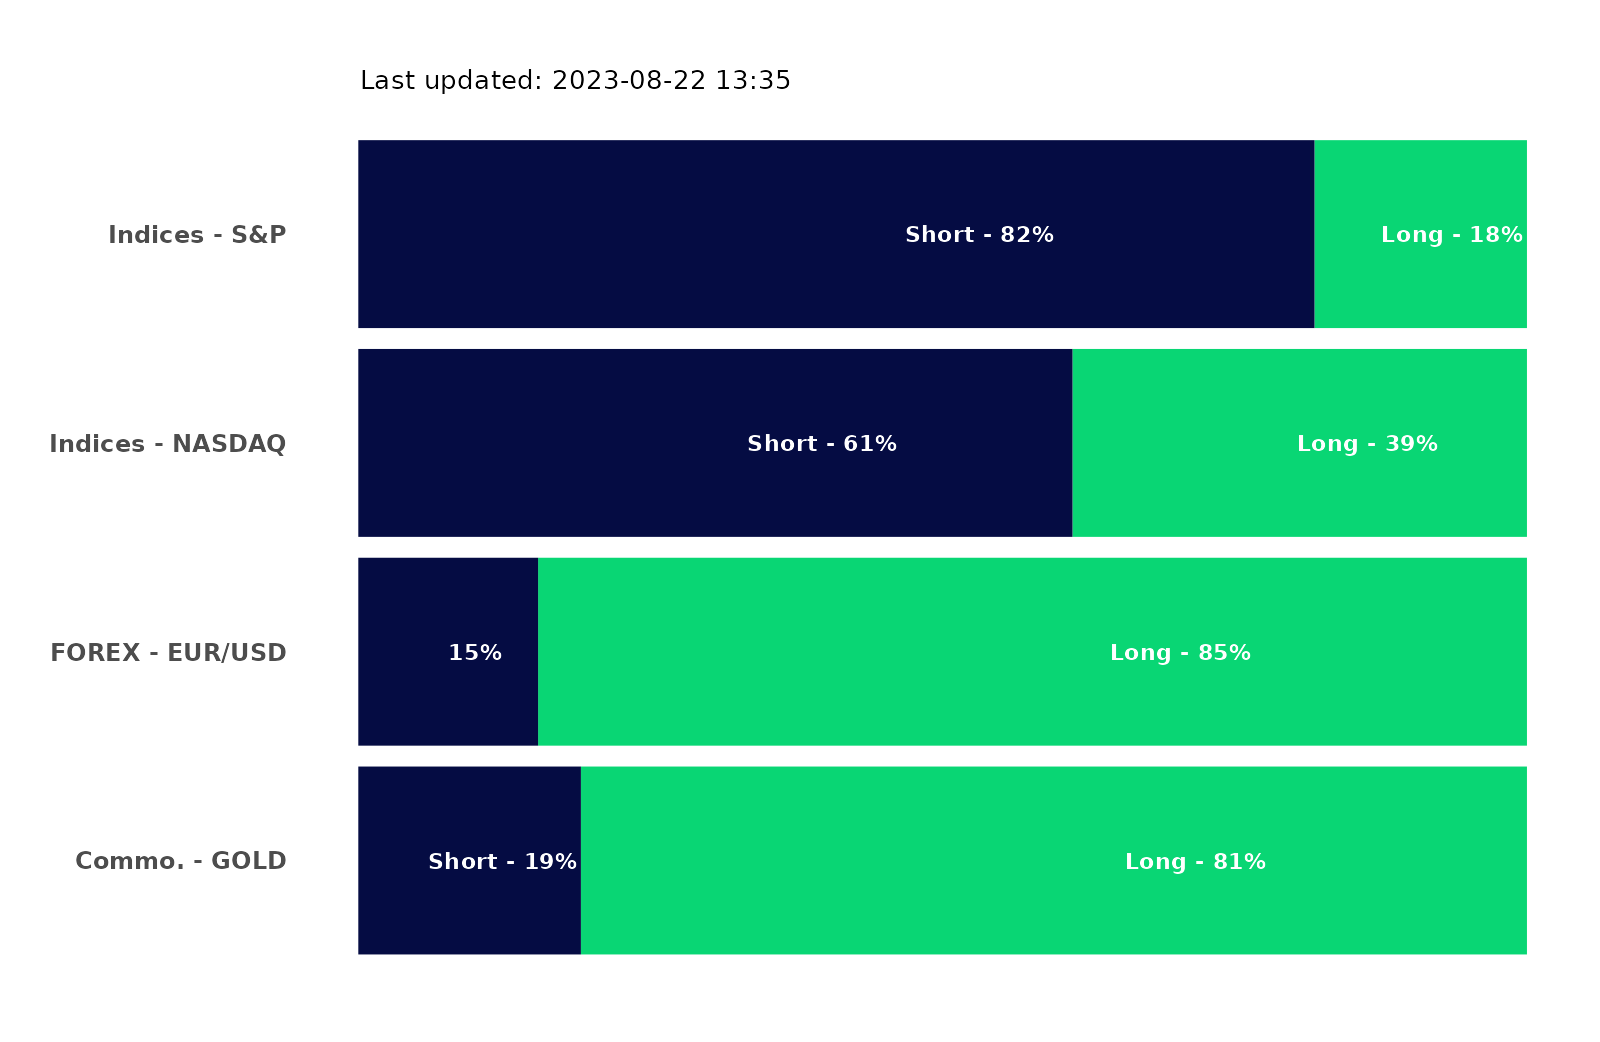 Last updated: 2023-08-22 13:35
Indices - S&P Short - 82% Long - 18%
Indices - NASDAQ Short - 61% Long - 39%
FOREX - EUR/USD 15% Long - 85%
Commo. - GOLD Short - 19% Long - 81%